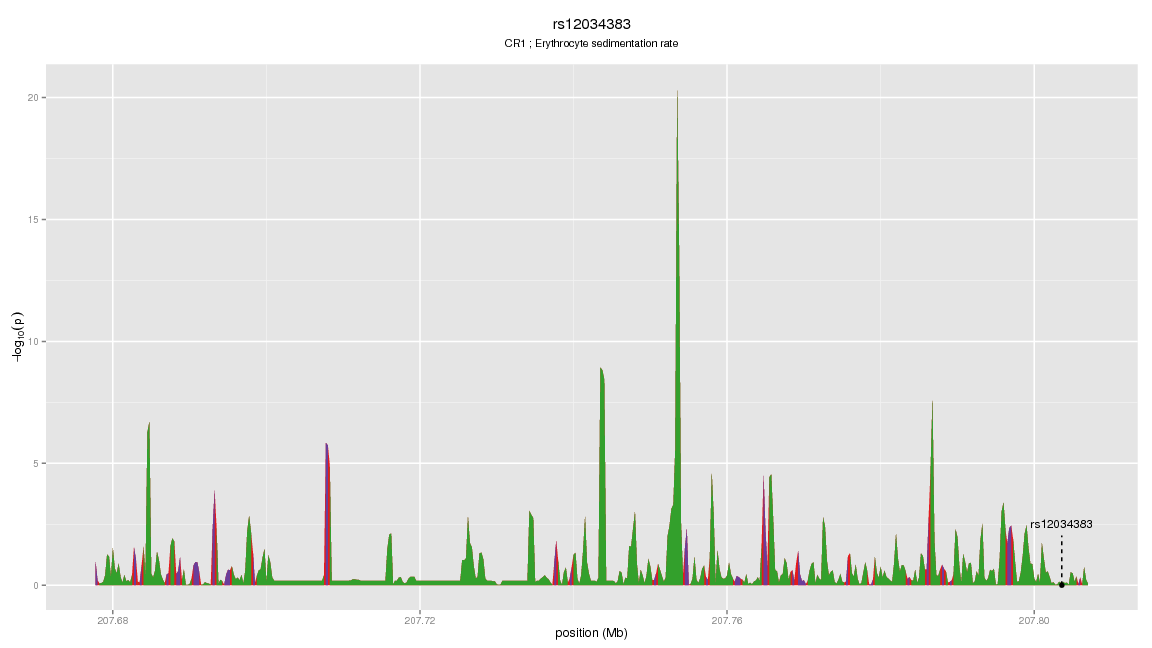 rs12034383
CR1 ; Erythrocyte sedimentation rate
20
15
10
5
0
−log10(p)
rs12034383
207.68
207.72
207.76
207.80
position (Mb)